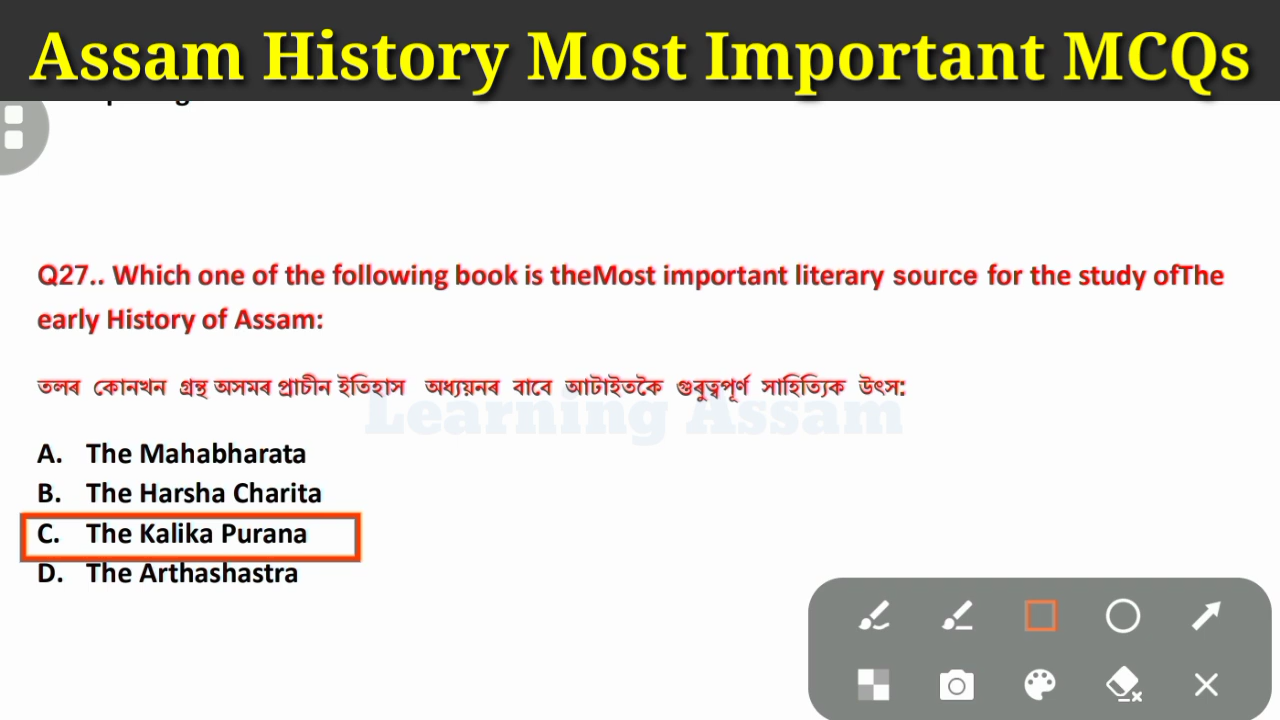 Assam History Most Important MCQs
Q27.. Which one of the following book is theMost important literary source for the study ofThe
early History of Assam:
তলৰ কোনখন গ্ৰন্থ অসমৰ প্ৰাচীন ইতিহাস অধ্যয়নৰ বাবে আটাইতকৈ গুৰুত্বপূৰ্ণ সাহিত্যিক উৎস:
Learning Assam
A. The Mahabharata
B. The Harsha Charita
C. The Kalika Purana
D. The Arthashastra